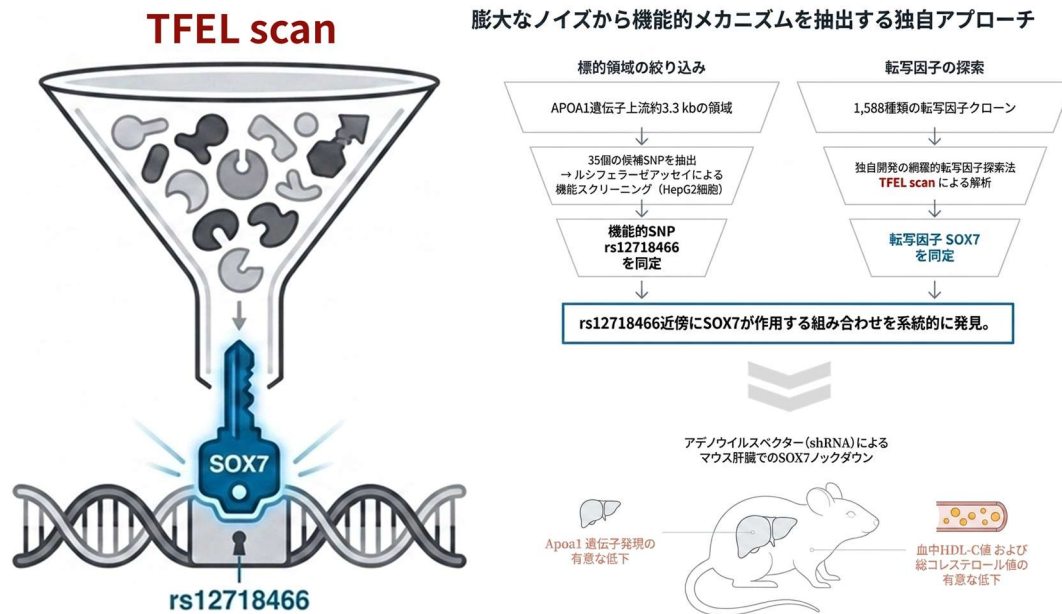 TFEL scan
SOX7
rs12718466
膨大なノイズから機能的メカニズムを抽出する独自アプローチ
標的領域の絞り込み
APOA1遺伝子上流約3.3 kbの領域
35個の候補SNPを抽出
→ ルシフェラーゼアッセイによる
機能スクリーニング（HepG2細胞）
機能的SNP
rs12718466
を同定
転写因子の探索
1,588種類の転写因子クローン
独自開発の網羅的転写因子探索法
TFEL scan による解析
転写因子 SOX7
を同定
rs12718466近傍にSOX7が作用する組み合わせを系統的に発見。
アデノウイルスベクター（shRNA）による
マウス肝臓でのSOX7ノックダウン
Apoa1 遺伝子発現の
有意な低下
血中HDL-C値 および
総コレステロール値の
有意な低下